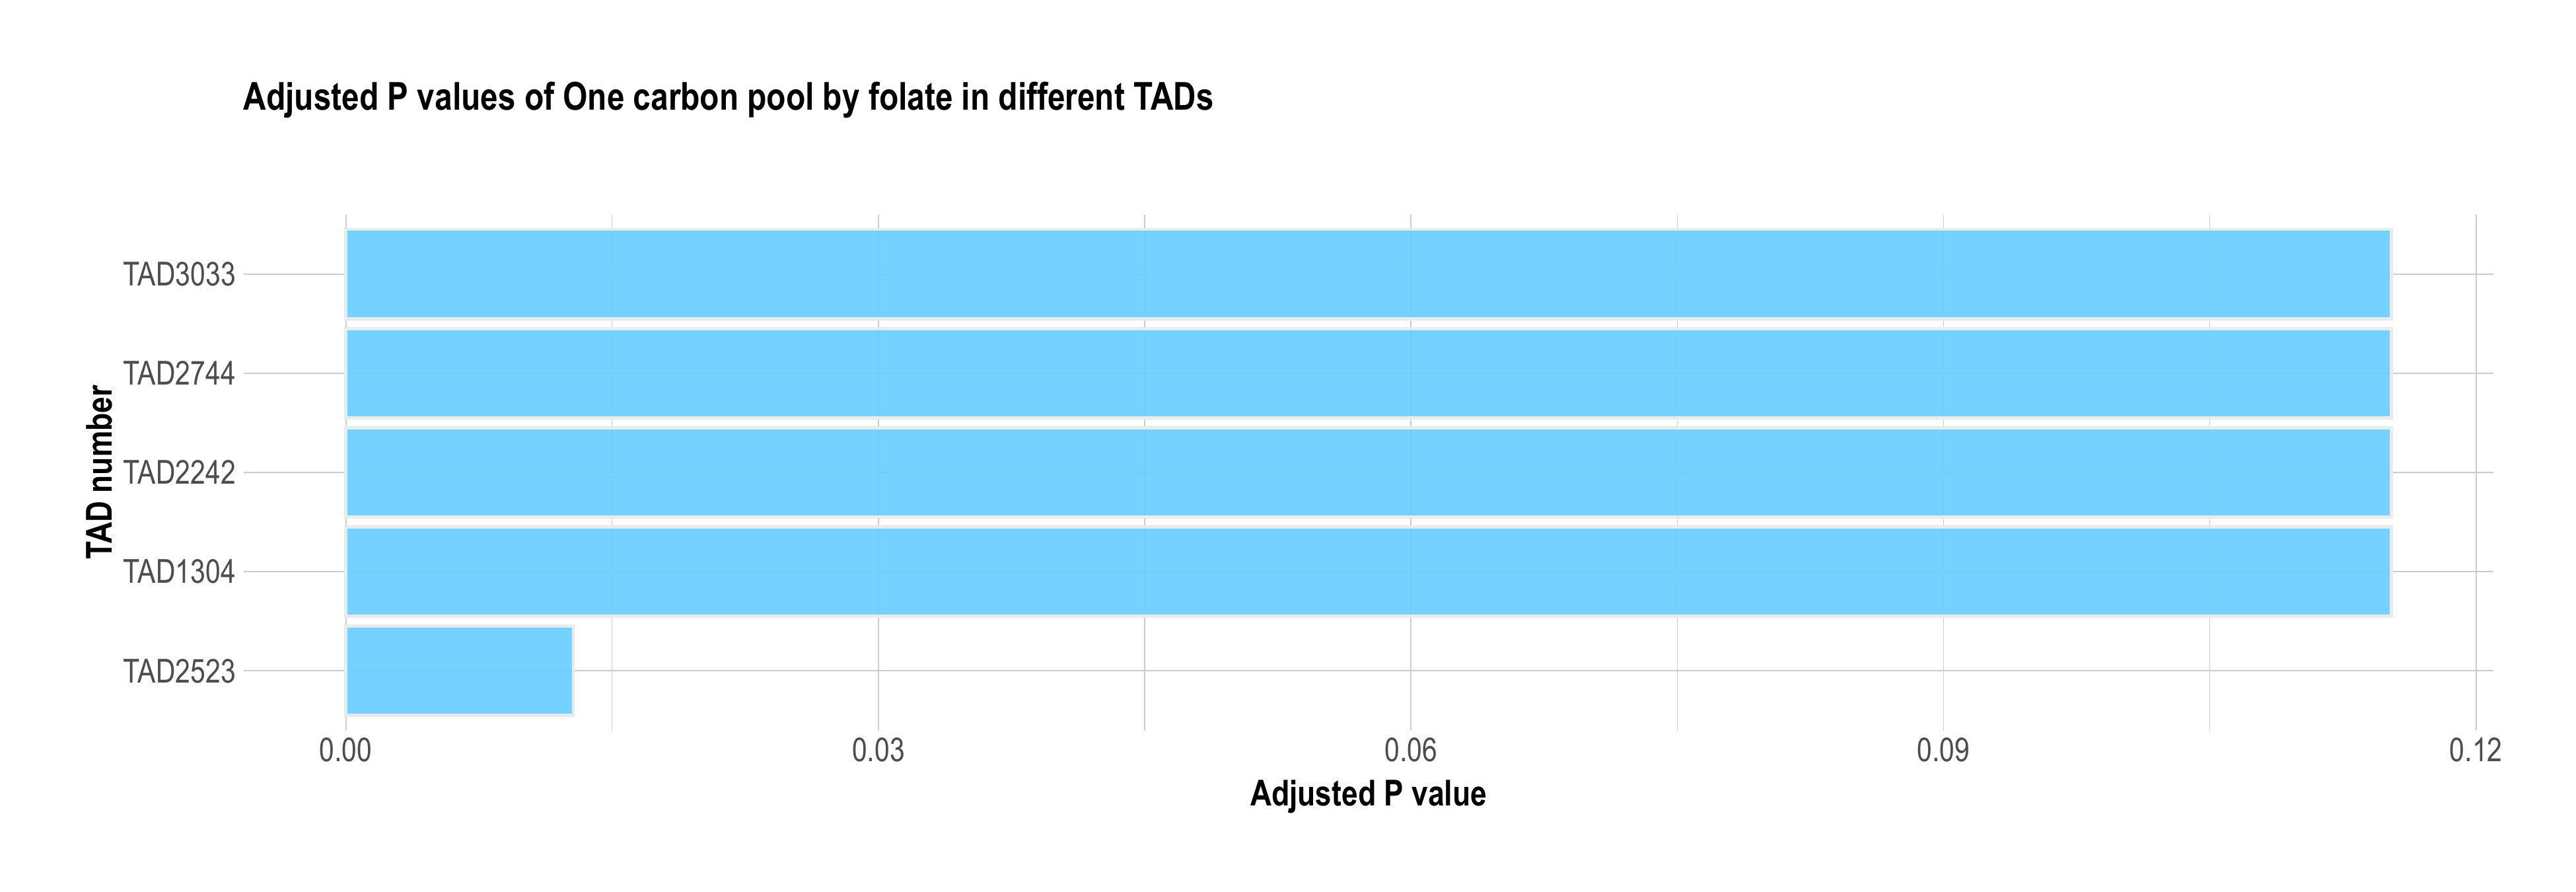 Adjusted P values of One carbon pool by folate in different TADs
TAD number
TAD3033
TAD2744
TAD2242
TAD1304
TAD2523
0.00 0.03 0.06 0.09 0.12
Adjusted P value